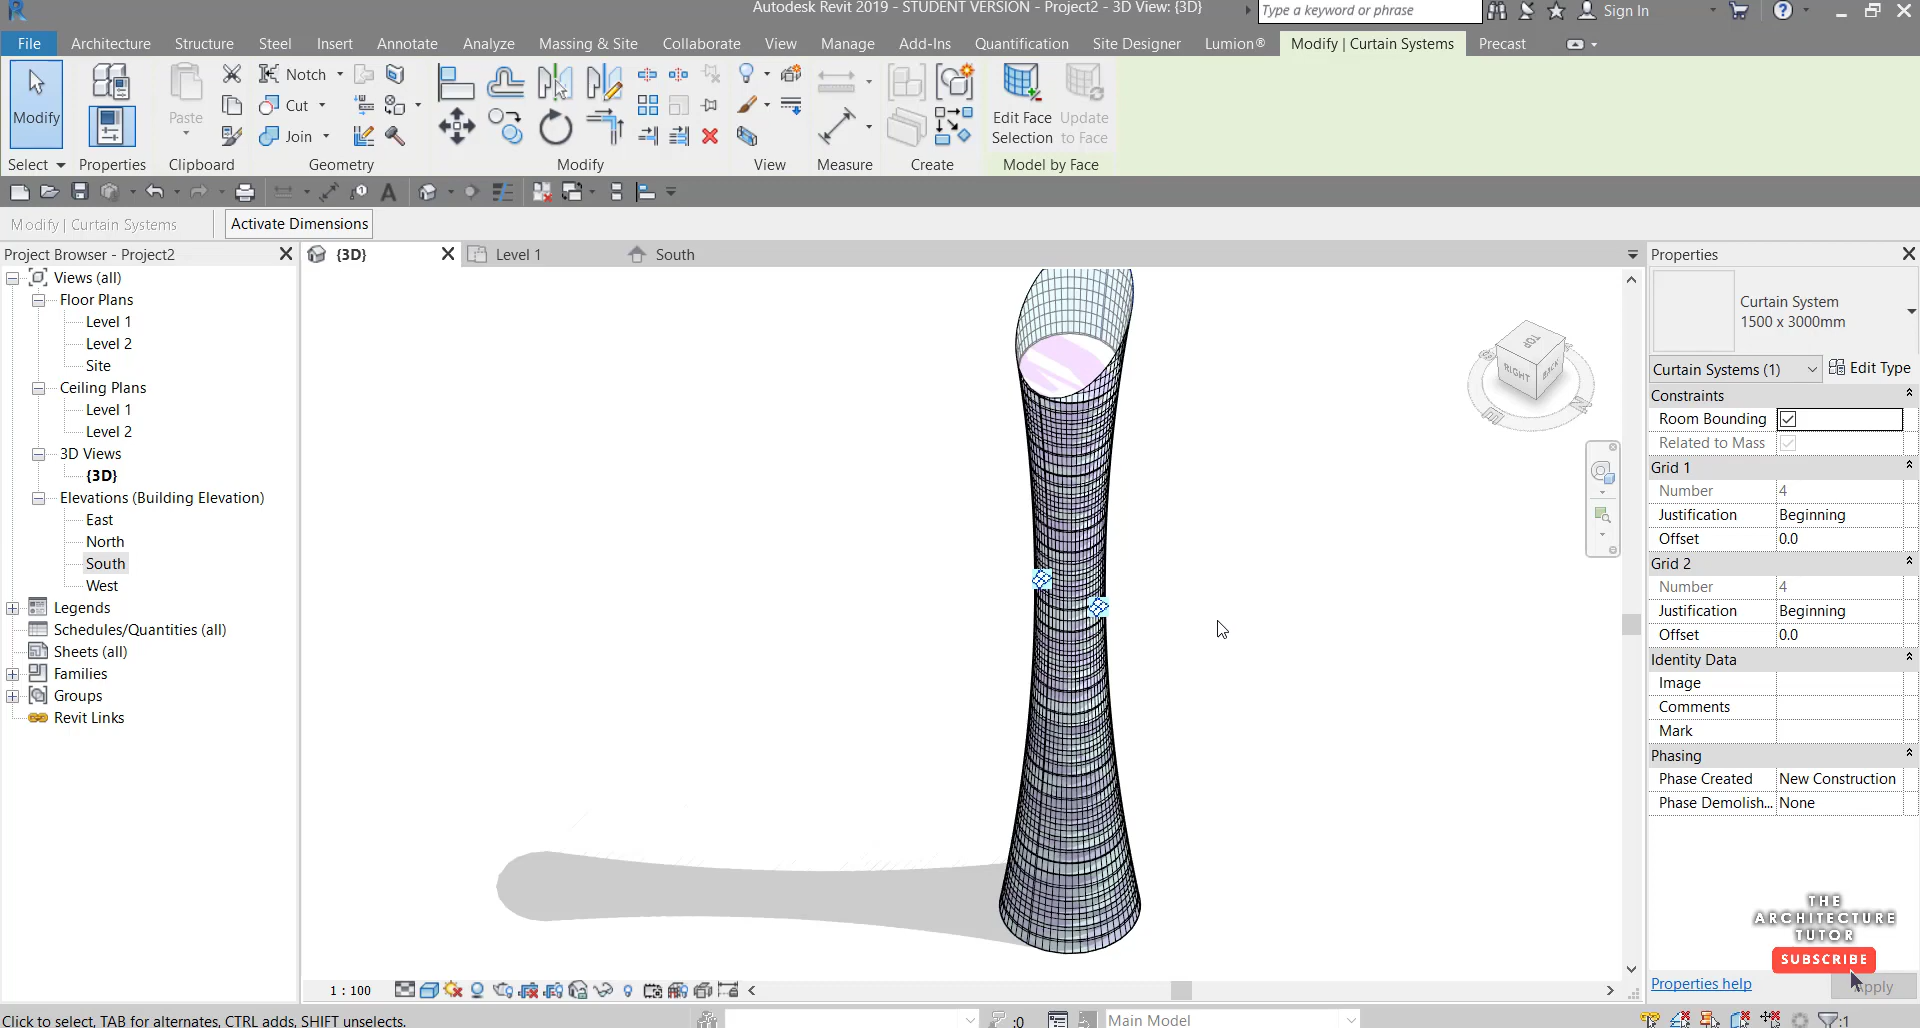 Autodesk Revit 2019 - STUDENT VERSION - Project2 - 3D View: {3D}
Type a keyword or phrase
Sign In
File Architecture Structure Steel Insert Annotate Analyze Massing & Site Collaborate View Manage Add-Ins Quantification Site Designer Lumion® Modify | Curtain Systems Precast
Modify
Paste
Notch
Cut
Join
Edit Face Selection
Update to Face
Select Properties Clipboard Geometry Modify View Measure Create Model by Face
Modify | Curtain Systems
Activate Dimensions
Project Browser - Project2
Views (all)
Floor Plans
Level 1
Level 2
Site
Ceiling Plans
Level 1
Level 2
3D Views
{3D}
Elevations (Building Elevation)
East
North
South
West
Legends
Schedules/Quantities (all)
Sheets (all)
Families
Groups
Revit Links
{3D}
Level 1
South
TOP
RIGHT
BACK
1 : 100
Properties
Curtain System
1500 x 3000mm
Curtain Systems (1)
Edit Type
Constraints
Room Bounding
Related to Mass
Grid 1
Number 4
Justification Beginning
Offset 0.0
Grid 2
Number 4
Justification Beginning
Offset 0.0
Identity Data
Image
Comments
Mark
Phasing
Phase Created New Construction
Phase Demolish... None
THE
ARCHITECTURE
TUTOR
SUBSCRIBE
Properties help
Click to select, TAB for alternates, CTRL adds, SHIFT unselects.
:0
Main Model
:1